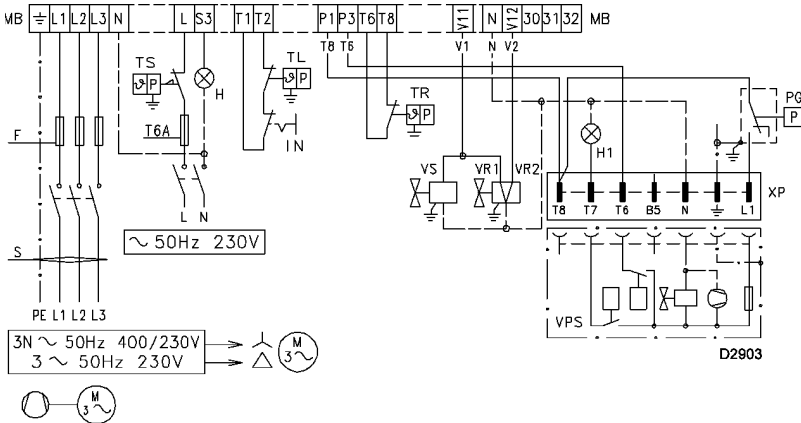 MB L1 L2 L3 N L S3 T1 T2 P1 P3 T6 T8 V11 N V12 30 31 32 MB
T8 T6 V1 N V2
TS ϑ P H
TL ϑ P
TR ϑ P
PG P
F T6A IN
H1
VS VR1 VR2
XP
T8 T7 T6 B5 N L1
L N
~ 50Hz 230V
S
PE L1 L2 L3
VPS
D2903
3N ~ 50Hz 400/230V
3 ~ 50Hz 230V
M
3~
M
3~